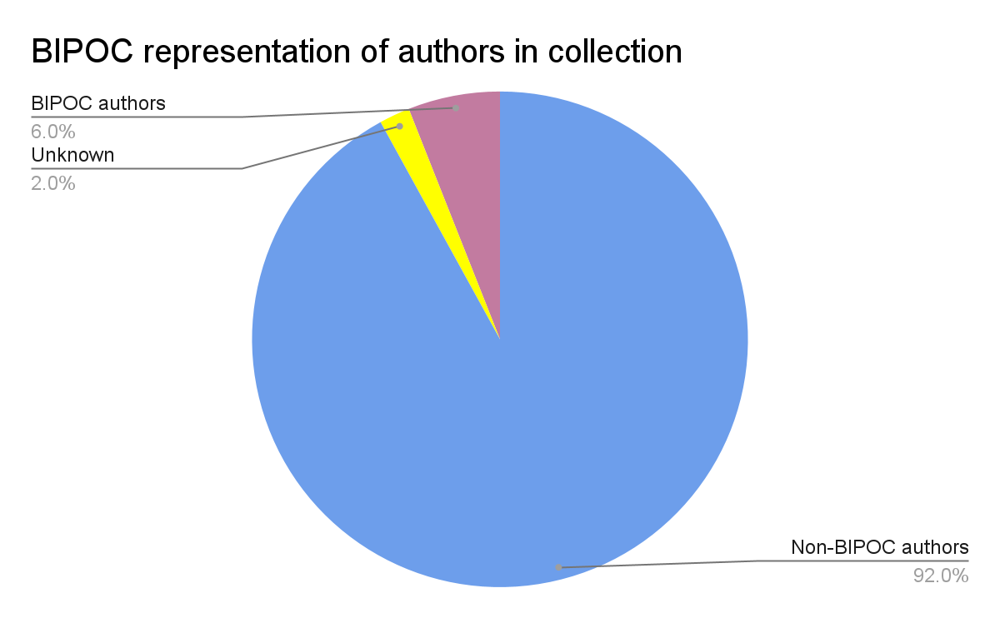 BIPOC representation of authors in collection
BIPOC authors
6.0%
Unknown
2.0%
Non-BIPOC authors
92.0%